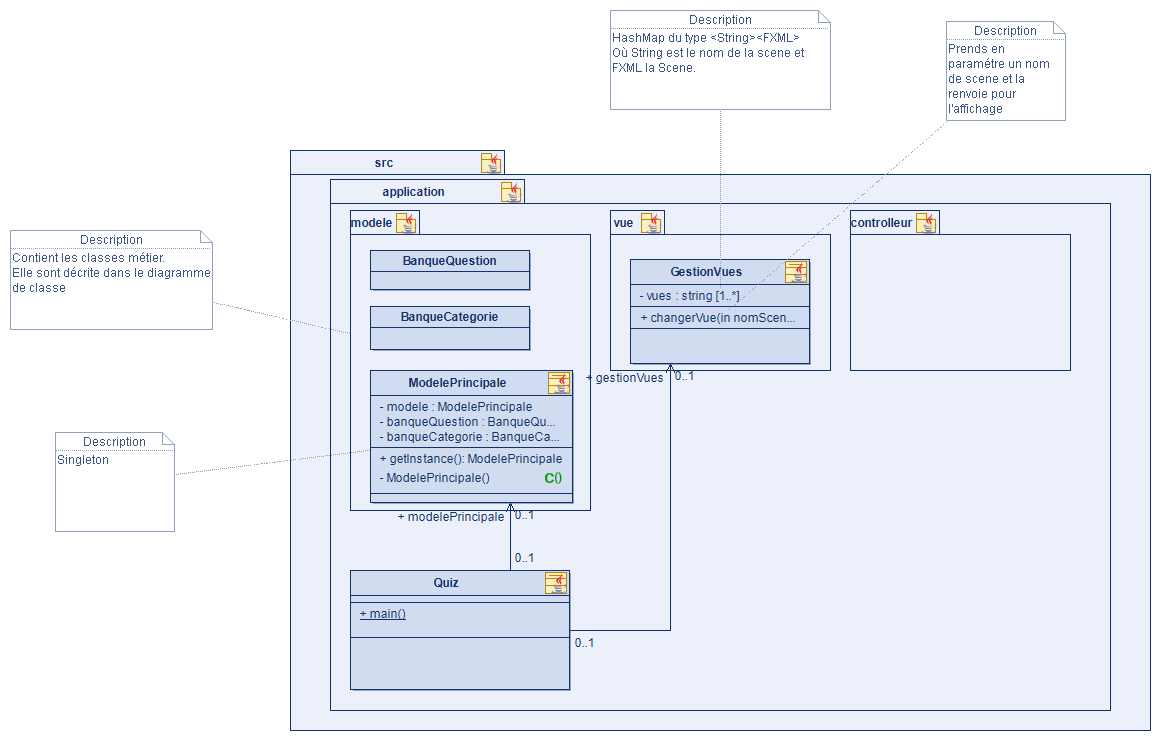 Description
HashMap du type <String><FXML>
Où String est le nom de la scene et
FXML la Scene.
Description
Prends en
paramétre un nom
de scene et la
renvoie pour
l'affichage
src
application
modele
vue
controlleur
Description
Contient les classes métier.
Elle sont décrite dans le diagramme
de classe
BanqueQuestion
BanqueCategorie
GestionVues
- vues : string [1..*]
+ changerVue(in nomScen...
ModelePrincipale
- modele : ModelePrincipale
- banqueQuestion : BanqueQu...
- banqueCategorie : BanqueCa...
+ getInstance(): ModelePrincipale
- ModelePrincipale()
C()
+ gestionVues
0..1
Description
Singleton
+ modelePrincipale
0..1
0..1
Quiz
+ main()
0..1